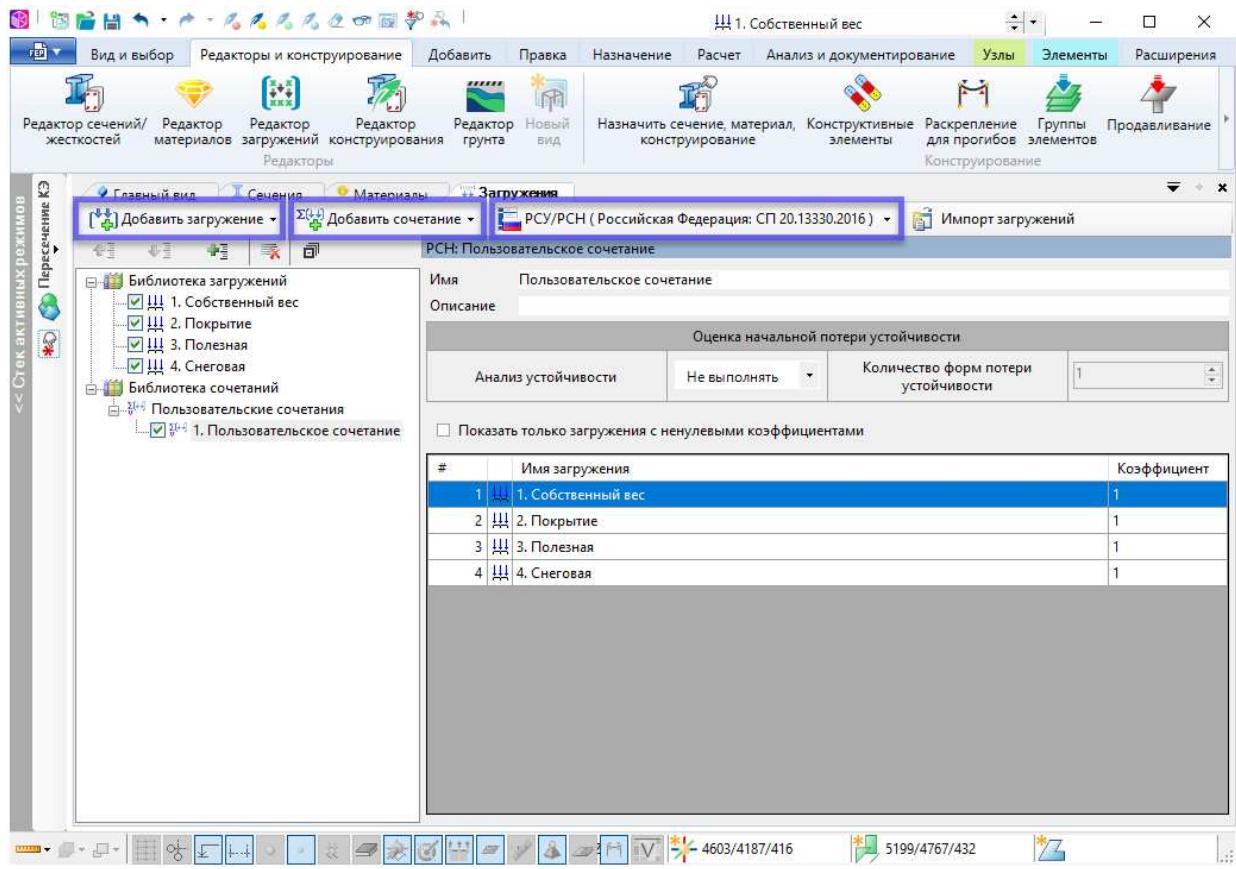 1. Собственный вес
Вид и выбор Редакторы и конструирование Добавить Правка Назначение Расчет Анализ и документирование Узлы Элементы Расширения
Редактор сечений/ Редактор Редактор Редактор Редактор Новый Назначить сечение, материал, Конструктивные Раскрепление Группы Продавливание
жесткостей материалов загружений конструирования грунта вид конструирование элементы для прогибов элементов
Редакторы Конструирование
Главный вид Сечения Материалы Загружения
Добавить загружение Добавить сочетание РСУ/РСН ( Российская Федерация: СП 20.13330.2016 ) Импорт загружений
<< Стек активных режимов
Пересечение КЭ
РСН: Пользовательское сочетание
Библиотека загружений
1. Собственный вес
2. Покрытие
3. Полезная
4. Снеговая
Библиотека сочетаний
Пользовательские сочетания
1. Пользовательское сочетание
Имя Пользовательское сочетание
Описание
Оценка начальной потери устойчивости
Анализ устойчивости Не выполнять Количество форм потери устойчивости 1
Показать только загружения с ненулевыми коэффициентами
# Имя загружения Коэффициент
1 1. Собственный вес 1
2 2. Покрытие 1
3 3. Полезная 1
4 4. Снеговая 1
4603/4187/416 5199/4767/432